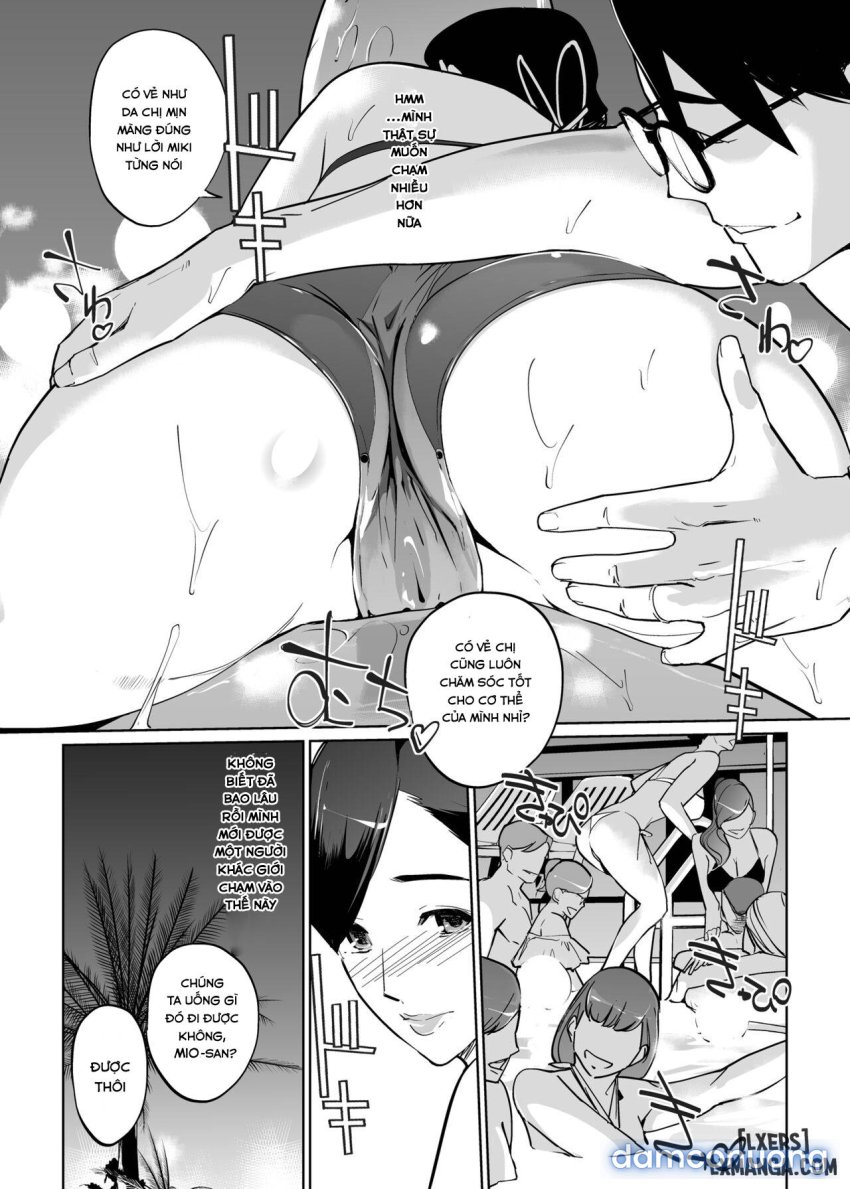 CÓ VẺ NHƯ
DA CHỊ MỊN
MÀNG ĐÚNG
NHƯ LỜI MIKI
TỪNG NÓI
HMM
...MÌNH
THẬT SỰ
MUỐN
CHẠM
NHIỀU
HƠN
NỮA
CÓ VẺ CHỊ
CŨNG LUÔN
CHĂM SÓC TỐT
CHO CƠ THỂ
CỦA MÌNH NHỈ?
KHÔNG
BIẾT ĐÃ
BAO LÂU
RỒI MÌNH
MỚI ĐƯỢC
MỘT NGƯỜI
KHÁC GIỚI
CHẠM VÀO
THẾ NÀY
CHÚNG
TA UỐNG GÌ
ĐÓ ĐI ĐƯỢC
KHÔNG,
MIO-SAN?
ĐƯỢC
THÔI
[LXERS]
LXMANGA.COM